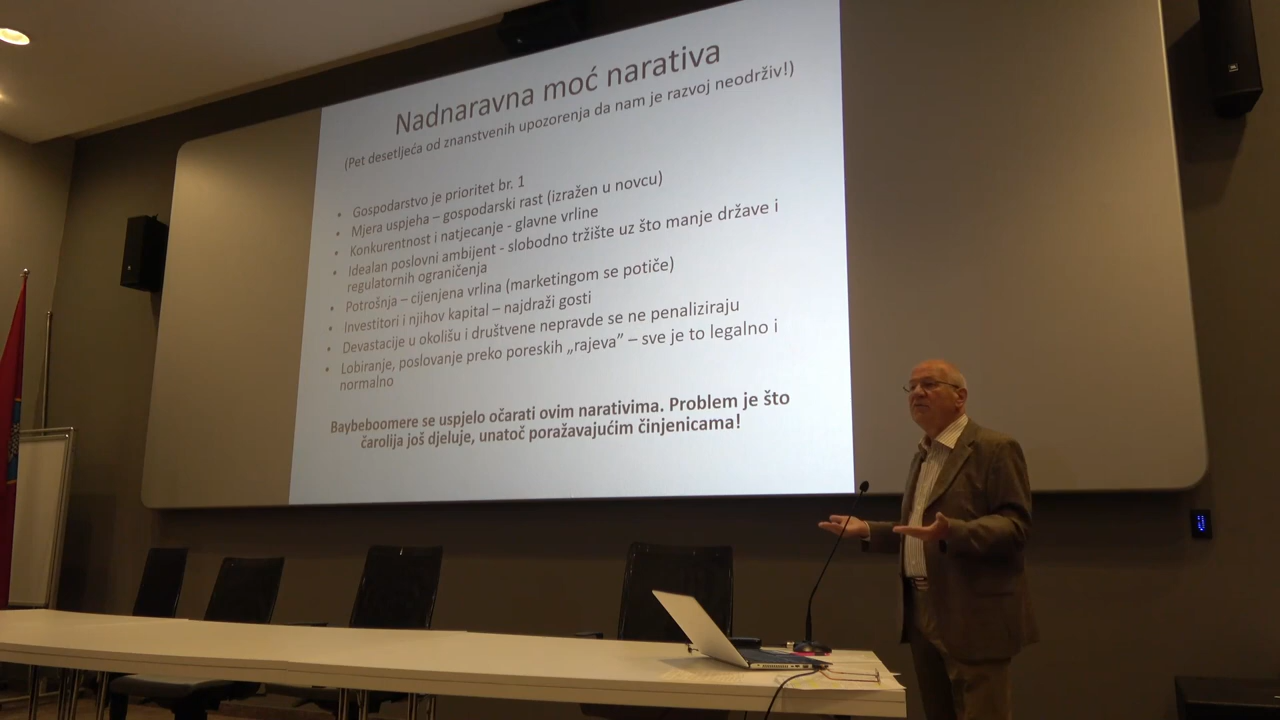 Nadnaravna moć narativa
(Pet desetljeća od znanstvenih upozorenja da nam je razvoj neodrživ!)
• Gospodarstvo je prioritet br. 1
• Mjera uspjeha – gospodarski rast (izražen u novcu)
• Konkurentnost i natjecanje - glavne vrline
• Idealan poslovni ambijent - slobodno tržište uz što manje države i
regulatornih ograničenja
• Potrošnja – cijenjena vrlina (marketingom se potiče)
• Investitori i njihov kapital – najdraži gosti
• Devastacije u okolišu i društvene nepravde se ne penaliziraju
• Lobiranje, poslovanje preko poreskih „rajeva” – sve je to legalno i
normalno
Baybeboomere se uspjelo očarati ovim narativima. Problem je što
čarolija još djeluje, unatoč poražavajućim činjenicama!